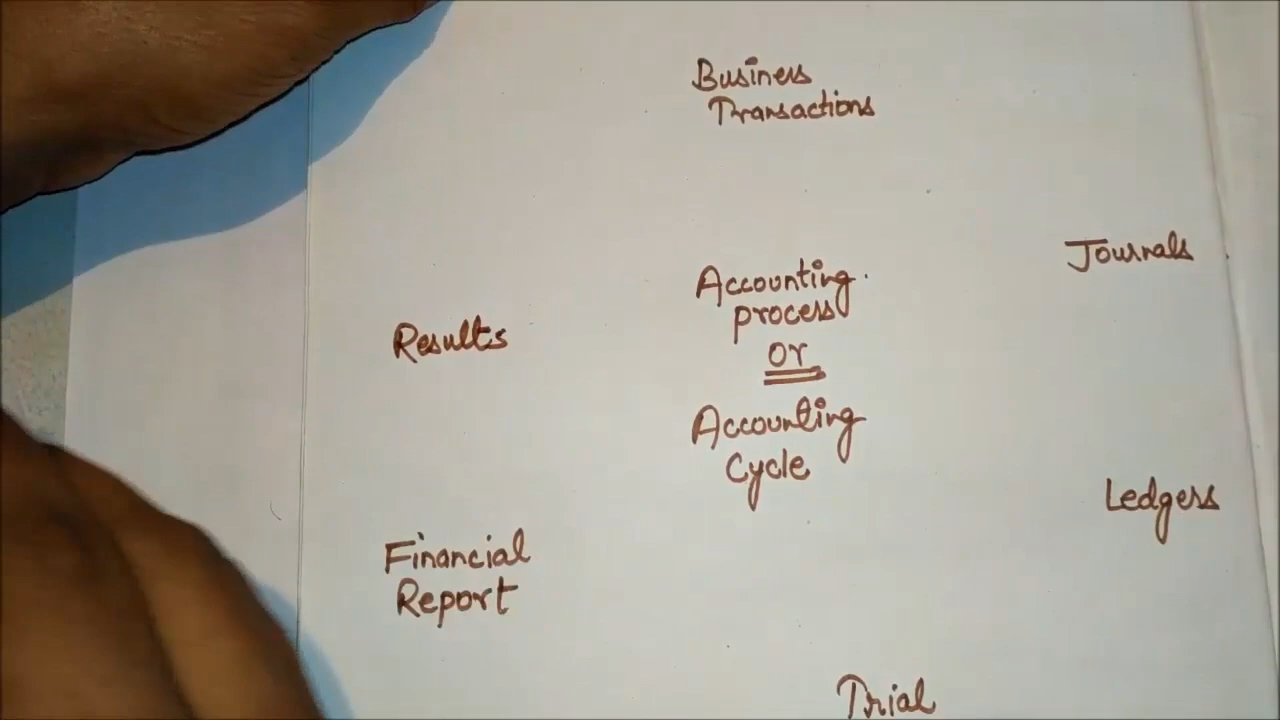 Business
Transactions
Journals
Accounting
process
or
Accounting
Cycle
Results
Ledgers
Financial
Report
Trial